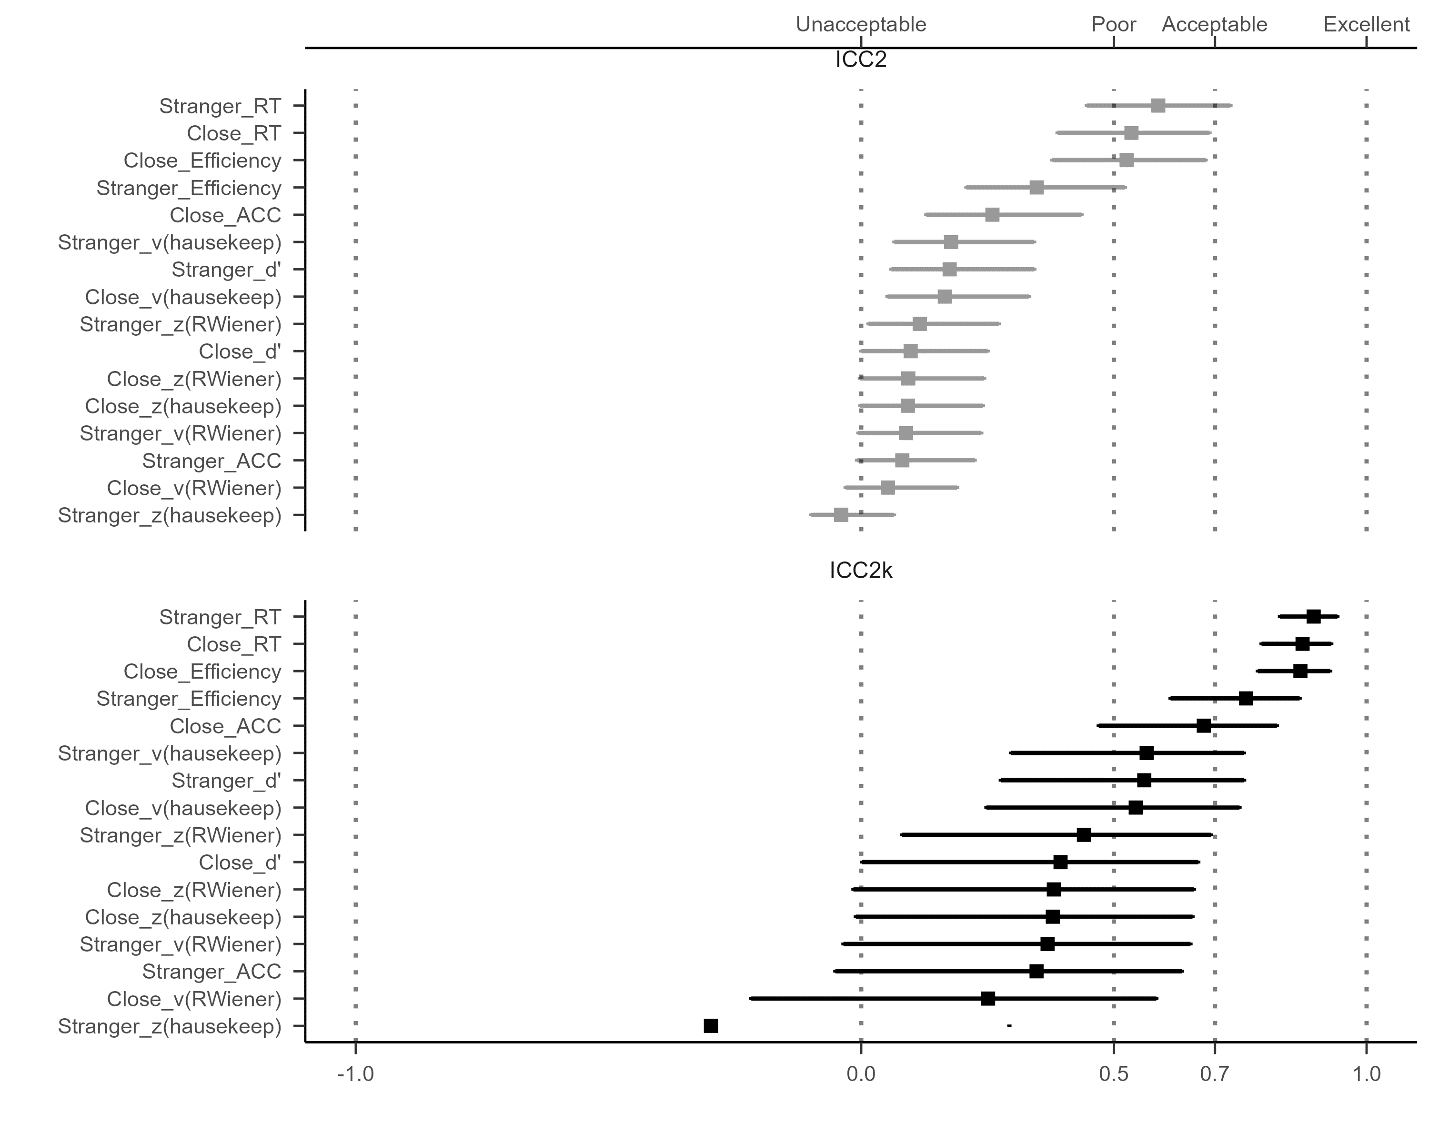 Unacceptable Poor Acceptable Excellent
ICC2
Stranger_RT
Close_RT
Close_Efficiency
Stranger_Efficiency
Close_ACC
Stranger_v(hausekeep)
Stranger_d'
Close_v(hausekeep)
Stranger_z(RWiener)
Close_d'
Close_z(RWiener)
Close_z(hausekeep)
Stranger_v(RWiener)
Stranger_ACC
Close_v(RWiener)
Stranger_z(hausekeep)
ICC2k
Stranger_RT
Close_RT
Close_Efficiency
Stranger_Efficiency
Close_ACC
Stranger_v(hausekeep)
Stranger_d'
Close_v(hausekeep)
Stranger_z(RWiener)
Close_d'
Close_z(RWiener)
Close_z(hausekeep)
Stranger_v(RWiener)
Stranger_ACC
Close_v(RWiener)
Stranger_z(hausekeep)
-1.0 0.0 0.5 0.7 1.0